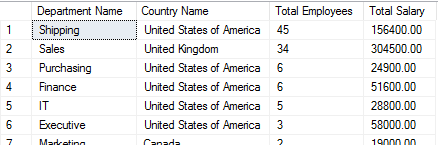 Department Name Country Name Total Employees Total Salary
1 Shipping United States of America 45 156400.00
2 Sales United Kingdom 34 304500.00
3 Purchasing United States of America 6 24900.00
4 Finance United States of America 6 51600.00
5 IT United States of America 5 28800.00
6 Executive United States of America 3 58000.00
7 Marketing Canada 2 19000.00